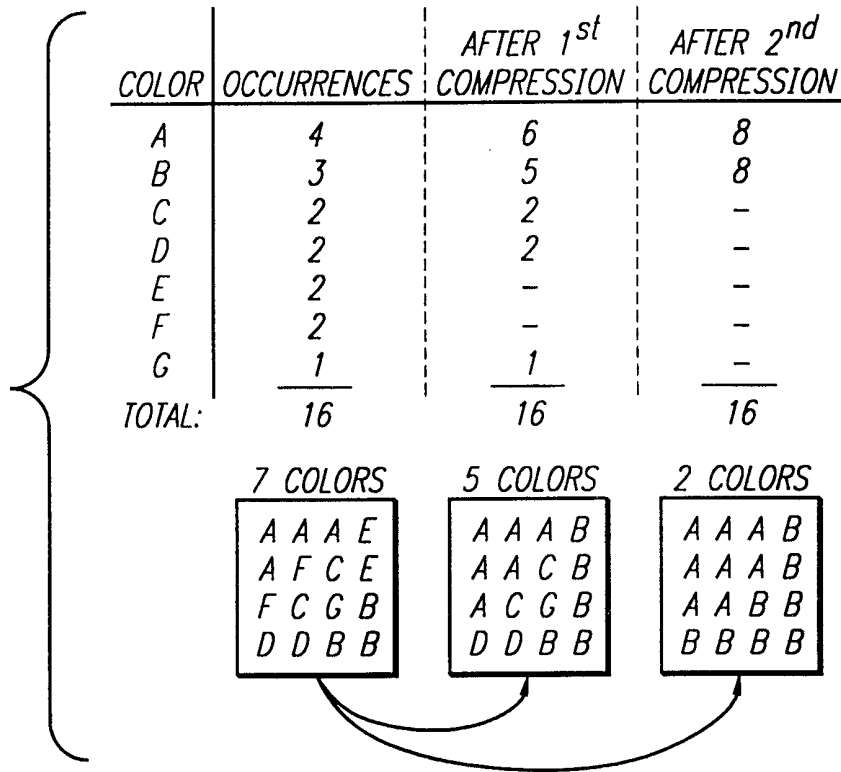 AFTER 1st AFTER 2nd
COLOR OCCURRENCES COMPRESSION COMPRESSION
A 4 6 8
B 3 5 8
C 2 2 –
D 2 2 –
E 2 – –
F 2 – –
G 1 1 –
TOTAL: 16 16 16
7 COLORS 5 COLORS 2 COLORS
A A A E A A A B A A A B
A F C E A A C B A A A B
F C G B A C G B A A B B
D D B B D D B B B B B B